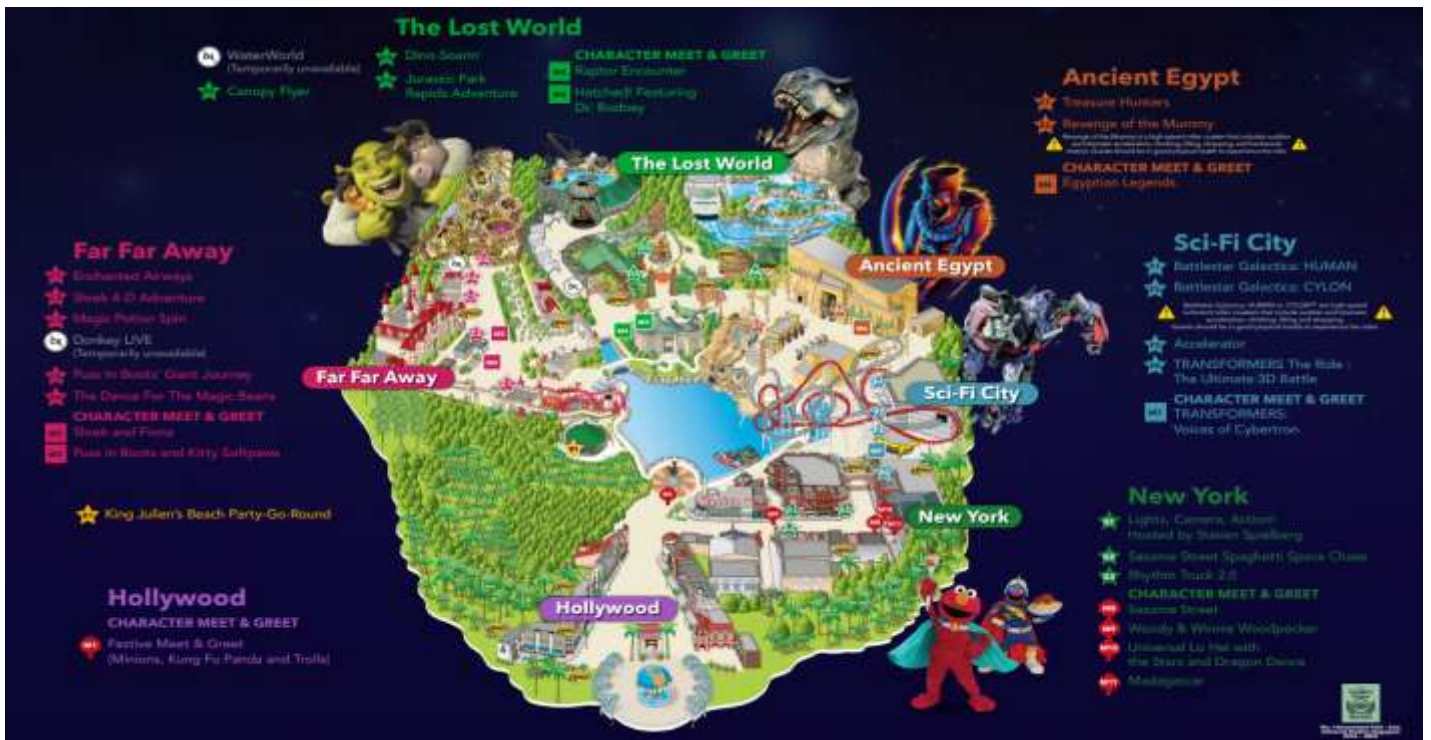 The Lost World
WaterWorld
(Temporarily unavailable)
Canopy Flyer
Dino-Soarin'
Jurassic Park
Rapids Adventure
CHARACTER MEET & GREET
Raptor Encounter
Hatched! Featuring
Dr. Rodney
Ancient Egypt
Treasure Hunters
Revenge of the Mummy
CHARACTER MEET & GREET
Egyptian Legends
Far Far Away
Enchanted Airways
Shrek 4-D Adventure
Magic Potion Spin
Donkey LIVE
(Temporarily unavailable)
Puss In Boots' Giant Journey
The Dance For The Magic Beans
CHARACTER MEET & GREET
Shrek and Fiona
Puss In Boots and Kitty Softpaws
King Julien's Beach Party-Go-Round
Hollywood
CHARACTER MEET & GREET
Festive Meet & Greet
(Minions, Kung Fu Panda and Trolls)
Sci-Fi City
Battlestar Galactica: HUMAN
Battlestar Galactica: CYLON
Accelerator
TRANSFORMERS The Ride :
The Ultimate 3D Battle
CHARACTER MEET & GREET
TRANSFORMERS:
Voices of Cybertron
New York
Lights, Camera, Action!
Hosted by Steven Spielberg
Sesame Street Spaghetti Space Chase
Rhythm Truck 2.0
CHARACTER MEET & GREET
Sesame Street
Woody & Winnie Woodpecker
Universal Lo Hei with
the Stars and Dragon Dance
Madagascar
The Lost World
Ancient Egypt
Far Far Away
Sci-Fi City
New York
Hollywood